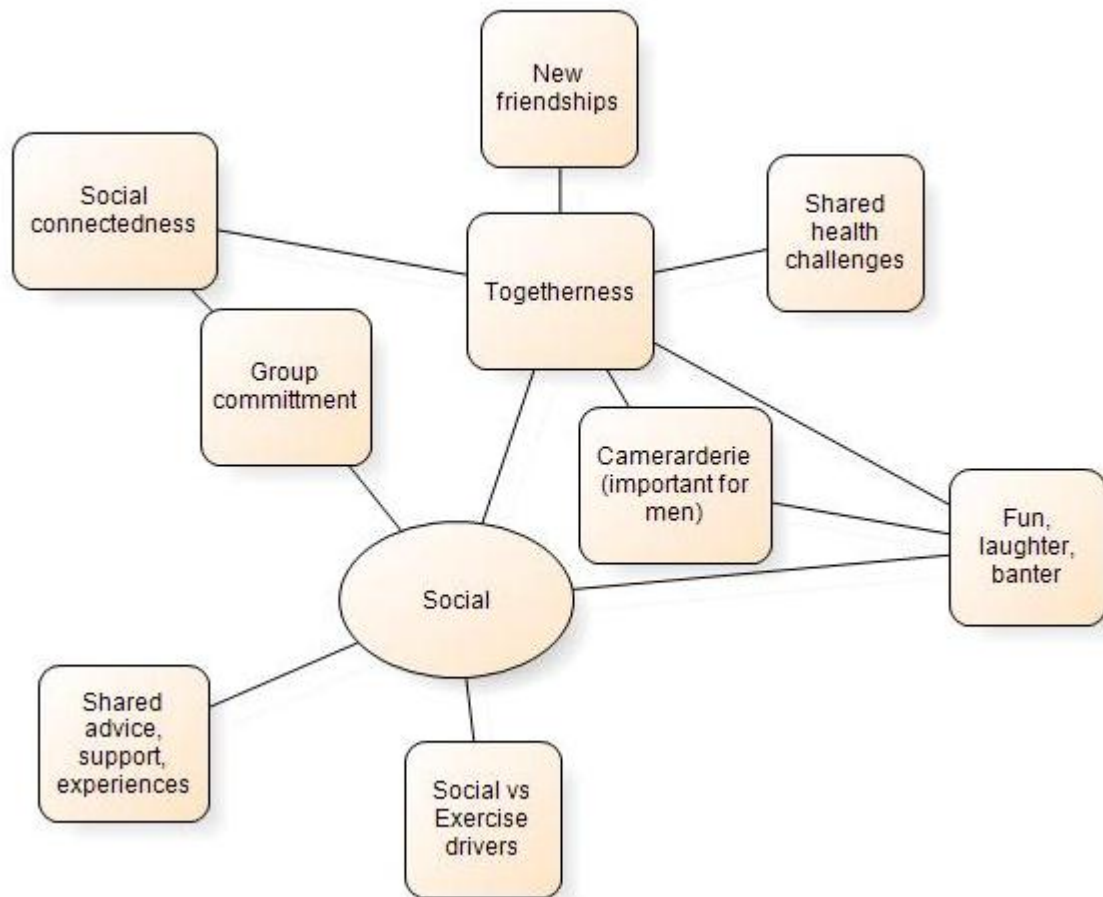 New
friendships
Social
connectedness
Shared
health
challenges
Togetherness
Group
committment
Camerarderie
(important for
men)
Fun,
laughter,
banter
Social
Shared
advice,
support,
experiences
Social vs
Exercise
drivers